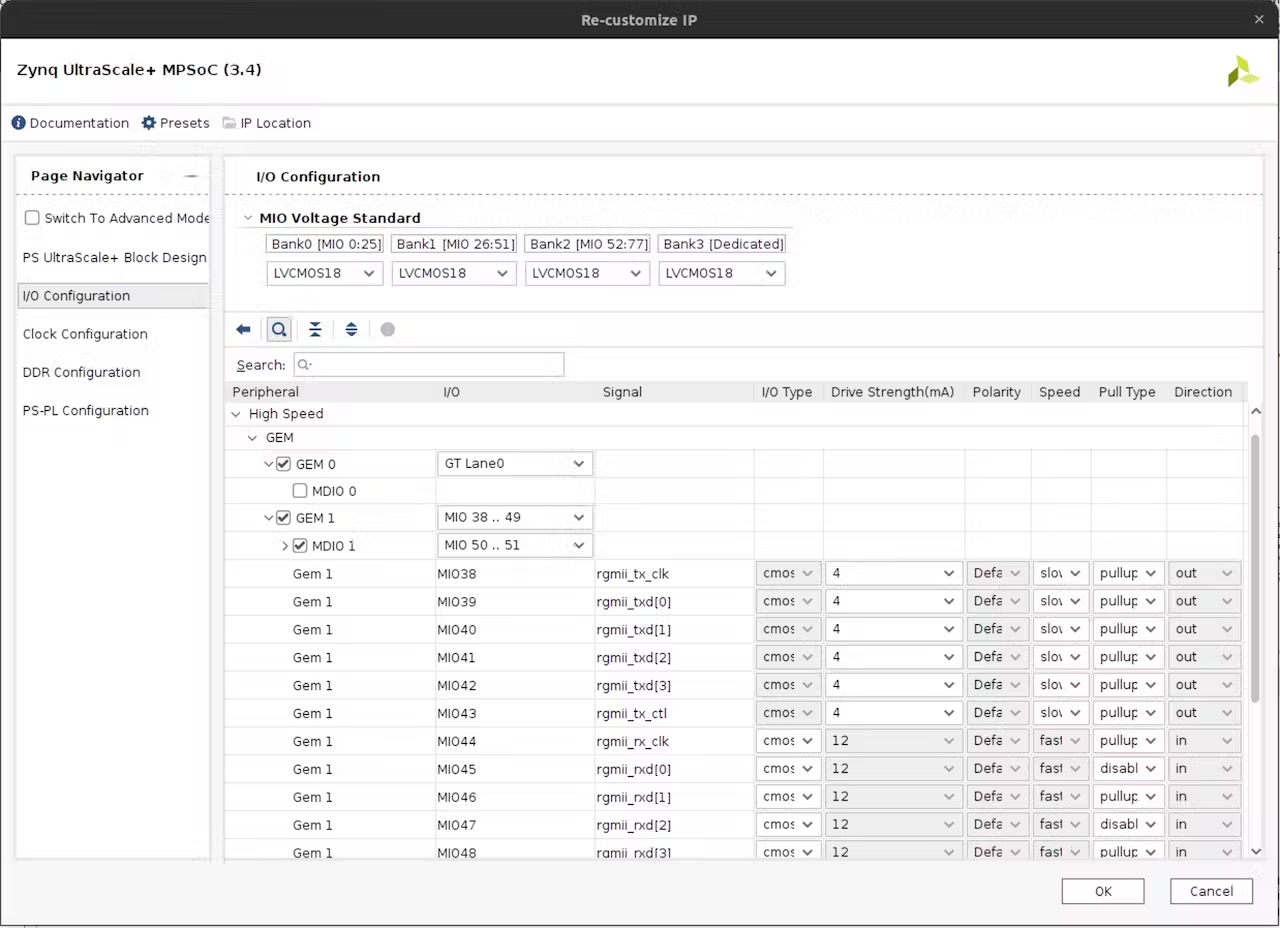 Re-customize IP
Zynq UltraScale+ MPSoC (3.4)
Documentation Presets IP Location
Page Navigator
Switch To Advanced Mode
PS UltraScale+ Block Design
I/O Configuration
Clock Configuration
DDR Configuration
PS-PL Configuration
I/O Configuration
MIO Voltage Standard
Bank0 [MIO 0:25] Bank1 [MIO 26:51] Bank2 [MIO 52:77] Bank3 [Dedicated]
LVCMOS18 LVCMOS18 LVCMOS18 LVCMOS18
Search:
Peripheral I/O Signal I/O Type Drive Strength(mA) Polarity Speed Pull Type Direction
High Speed
GEM
GEM 0 GT Lane0
MDIO 0
GEM 1 MIO 38 .. 49
MDIO 1 MIO 50 .. 51
Gem 1 MIO38 rgmii_tx_clk cmos 4 Defa slov pullup out
Gem 1 MIO39 rgmii_txd[0] cmos 4 Defa slov pullup out
Gem 1 MIO40 rgmii_txd[1] cmos 4 Defa slov pullup out
Gem 1 MIO41 rgmii_txd[2] cmos 4 Defa slov pullup out
Gem 1 MIO42 rgmii_txd[3] cmos 4 Defa slov pullup out
Gem 1 MIO43 rgmii_tx_ctl cmos 4 Defa slov pullup out
Gem 1 MIO44 rgmii_rx_clk cmos 12 Defa fast pullup in
Gem 1 MIO45 rgmii_rxd[0] cmos 12 Defa fast disabl in
Gem 1 MIO46 rgmii_rxd[1] cmos 12 Defa fast pullup in
Gem 1 MIO47 rgmii_rxd[2] cmos 12 Defa fast disabl in
Gem 1 MIO48 rgmii_rxd[3] cmos 12 Defa fast pullup in
OK Cancel